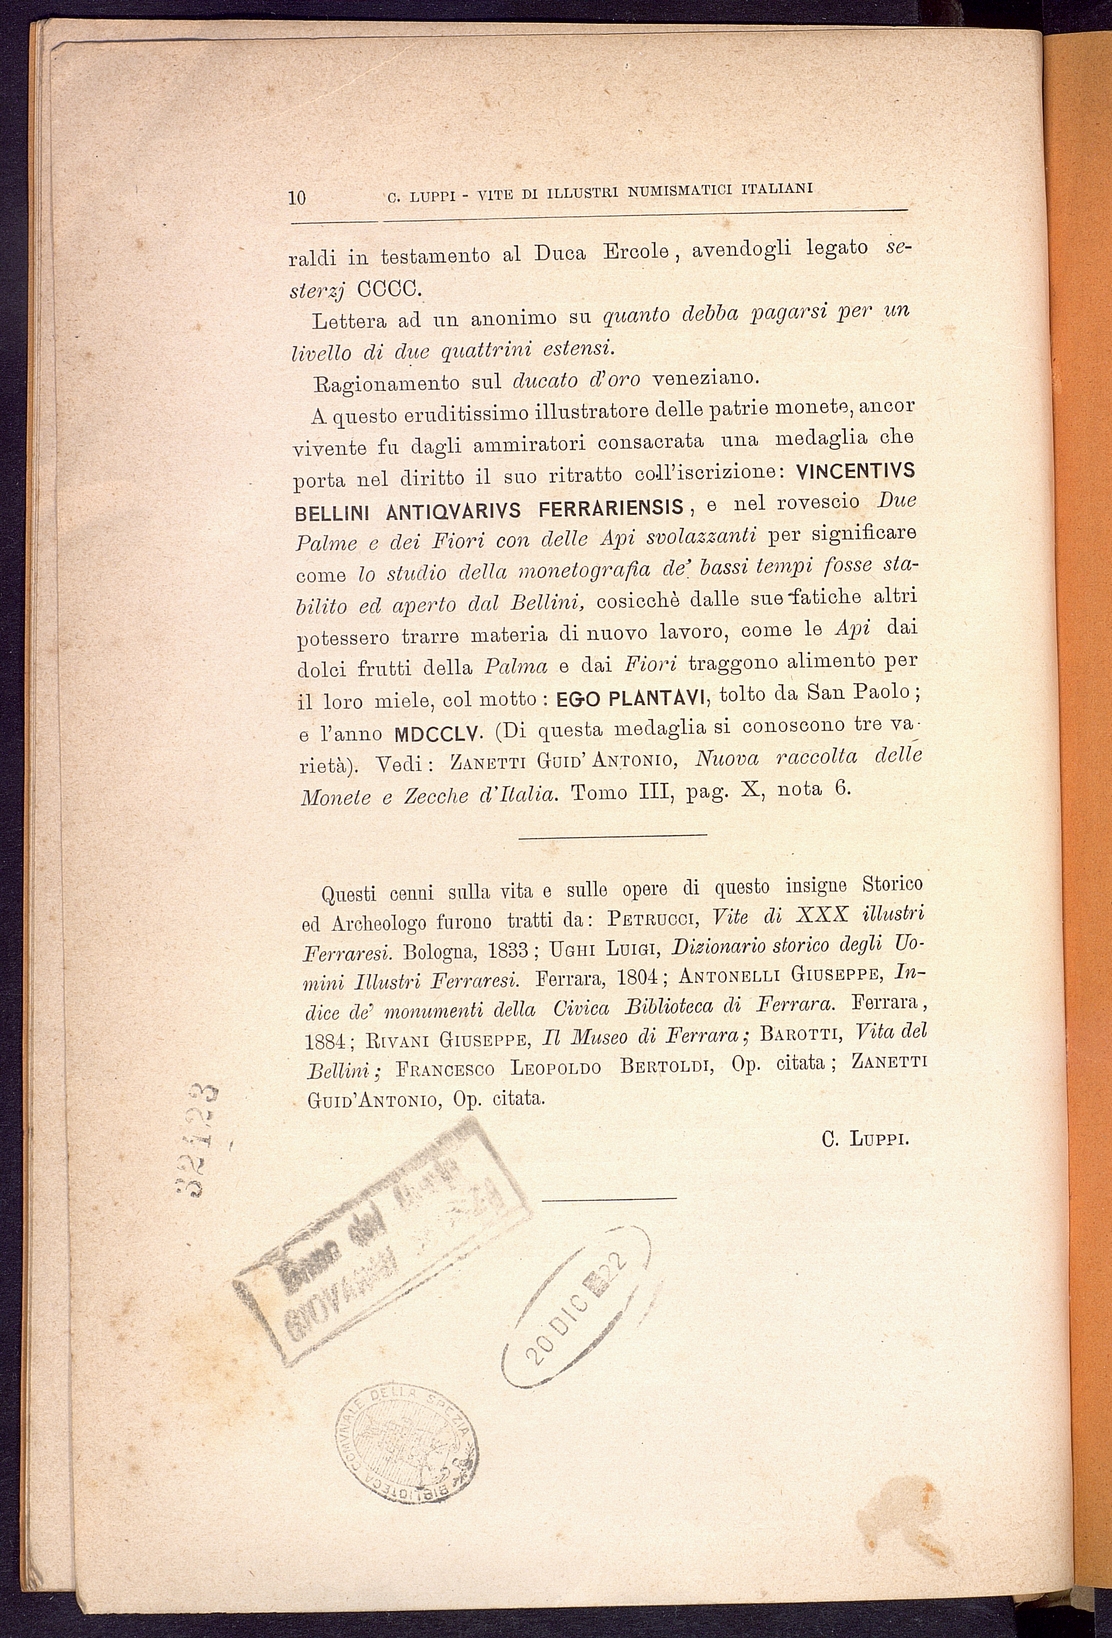 10 C. LUPPI - VITE DI ILLUSTRI NUMISMATICI ITALIANI
raldi in testamento al Duca Ercole, avendogli legato se-
sterzj CCCC.
Lettera ad un anonimo su quanto debba pagarsi per un
livello di due quattrini estensi.
Ragionamento sul ducato d'oro veneziano.
A questo eruditissimo illustratore delle patrie monete, ancor
vivente fu dagli ammiratori consacrata una medaglia che
porta nel diritto il suo ritratto coll'iscrizione: VINCENTIVS
BELLINI ANTIQVARIVS FERRARIENSIS, e nel rovescio Due
Palme e dei Fiori con delle Api svolazzanti per significare
come lo studio della monetografia de' bassi tempi fosse sta-
bilito ed aperto dal Bellini, cosicchè dalle sue fatiche altri
potessero trarre materia di nuovo lavoro, come le Api dai
dolci frutti della Palma e dai Fiori traggono alimento per
il loro miele, col motto: EGO PLANTAVI, tolto da San Paolo;
e l'anno MDCCLV. (Di questa medaglia si conoscono tre va-
rietà). Vedi: ZANETTI GUID' ANTONIO, Nuova raccolta delle
Monete e Zecche d'Italia. Tomo III, pag. X, nota 6.
Questi cenni sulla vita e sulle opere di questo insigne Storico
ed Archeologo furono tratti da: PETRUCCI, Vite di XXX illustri
Ferraresi. Bologna, 1833; UGHI LUIGI, Dizionario storico degli Uo-
mini Illustri Ferraresi. Ferrara, 1804; ANTONELLI GIUSEPPE, In-
dice de' monumenti della Civica Biblioteca di Ferrara. Ferrara,
1884; RIVANI GIUSEPPE, Il Museo di Ferrara; BAROTTI, Vita del
Bellini; FRANCESCO LEOPOLDO BERTOLDI, Op. citata; ZANETTI
GUID'ANTONIO, Op. citata.
C. LUPPI.
32123
Dono del
GIOVANNI
20 DIC 22
BIBLIOTECA COMVNALE DELLA SPEZIA